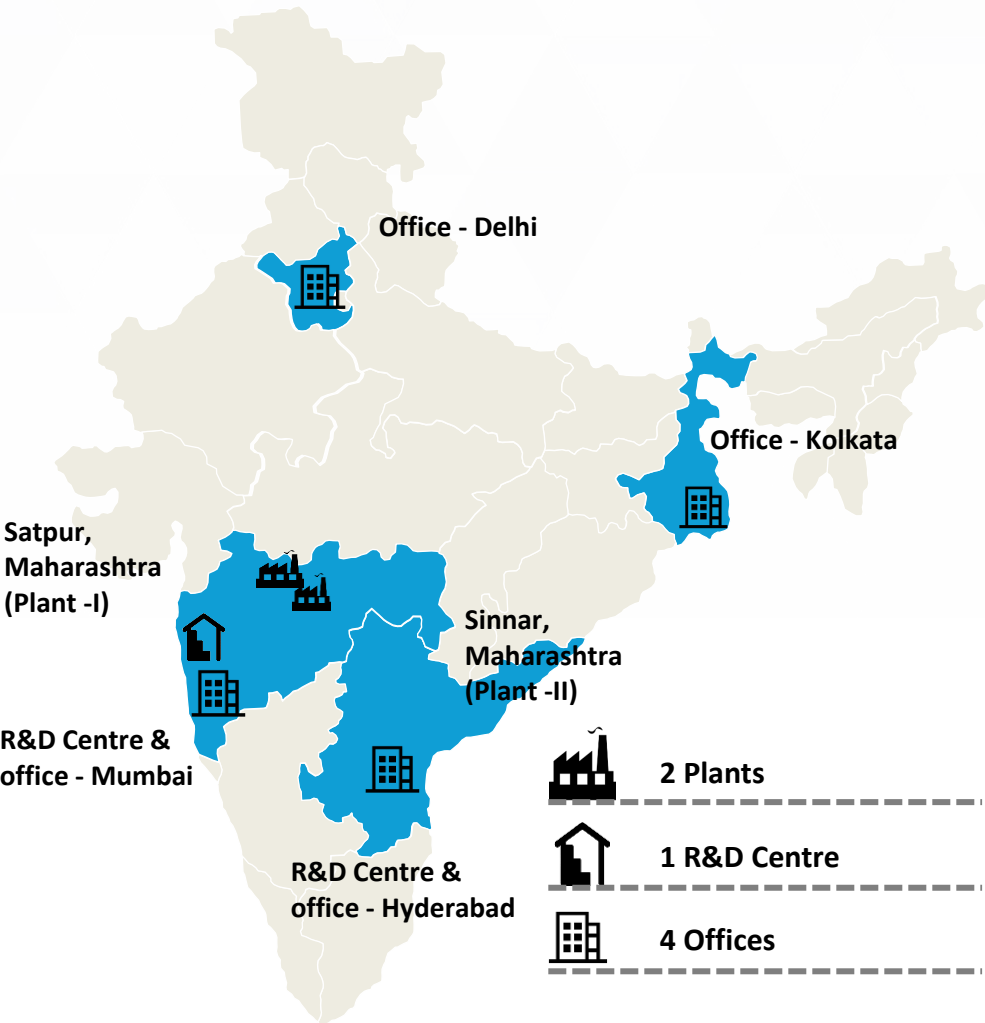 Office - Delhi
Office - Kolkata
Satpur,
Maharashtra
(Plant -I)
Sinnar,
Maharashtra
(Plant -II)
R&D Centre &
office - Mumbai
R&D Centre &
office - Hyderabad
2 Plants
1 R&D Centre
4 Offices